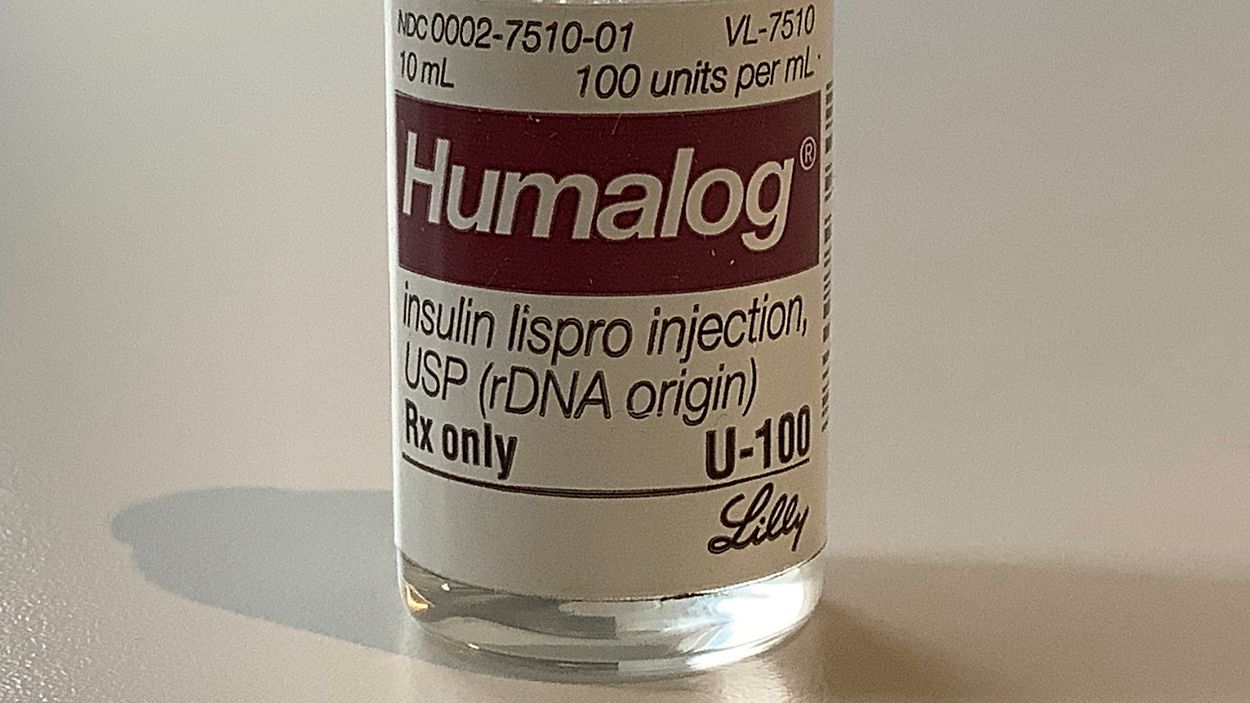 NDC 0002-7510-01 VL-7510
10 mL 100 units per mL
Humalog®
insulin lispro injection,
USP (rDNA origin)
Rx only U-100
Lilly